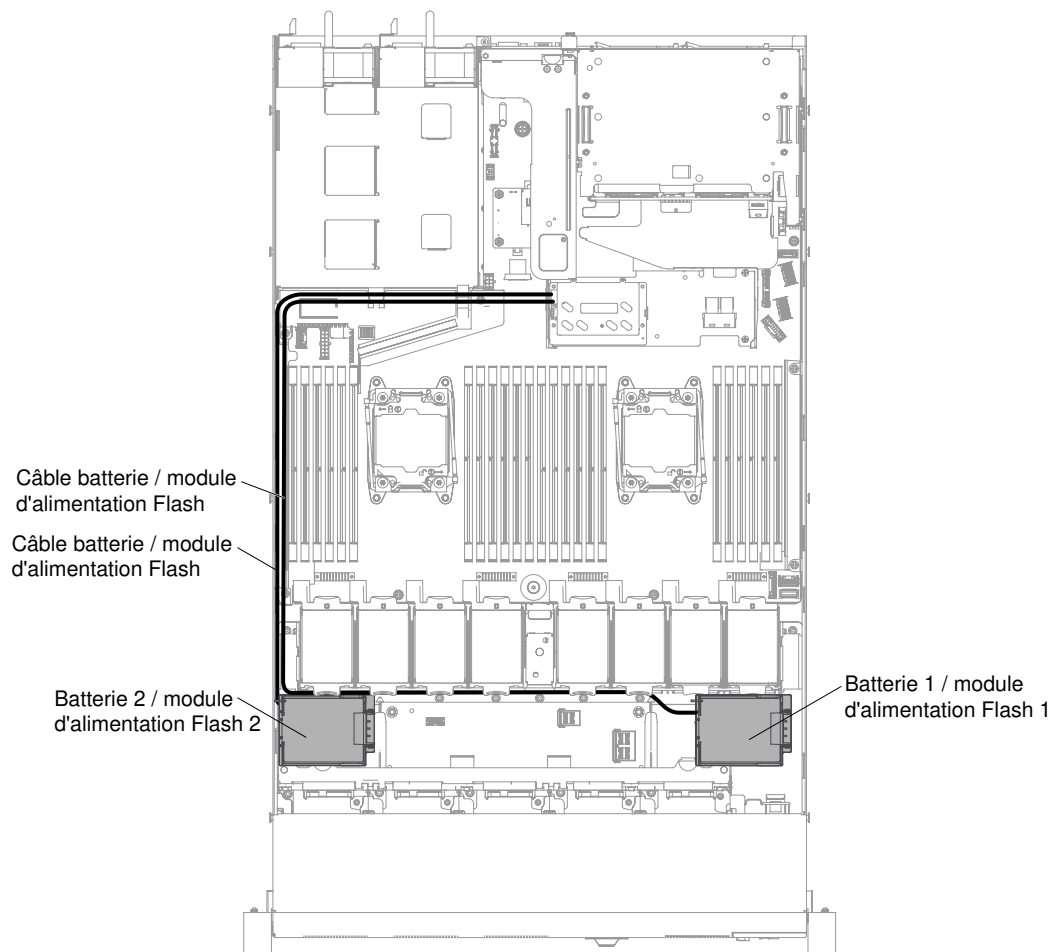 Câble batterie / module
d'alimentation Flash
Câble batterie / module
d'alimentation Flash
Batterie 2 / module
d'alimentation Flash 2
Batterie 1 / module
d'alimentation Flash 1